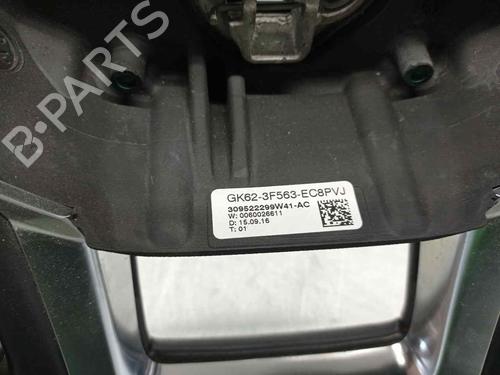 B-PARTS
GK62-3F563-EC8PVJ
309522299W41-AC
W: 0060026611
D: 15.09.16
T: 01